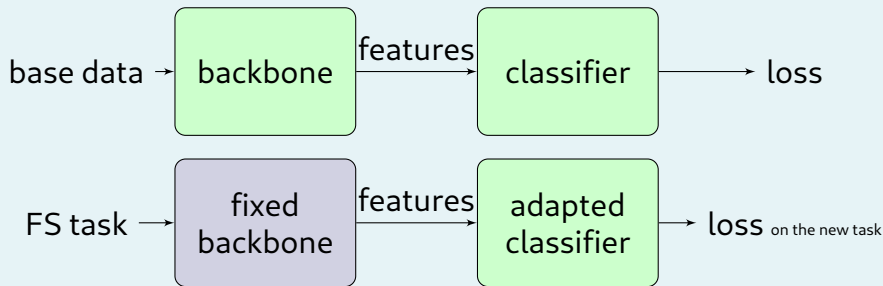 base data
backbone
features
classifier
loss
FS task
fixed
backbone
features
adapted
classifier
loss on the new task